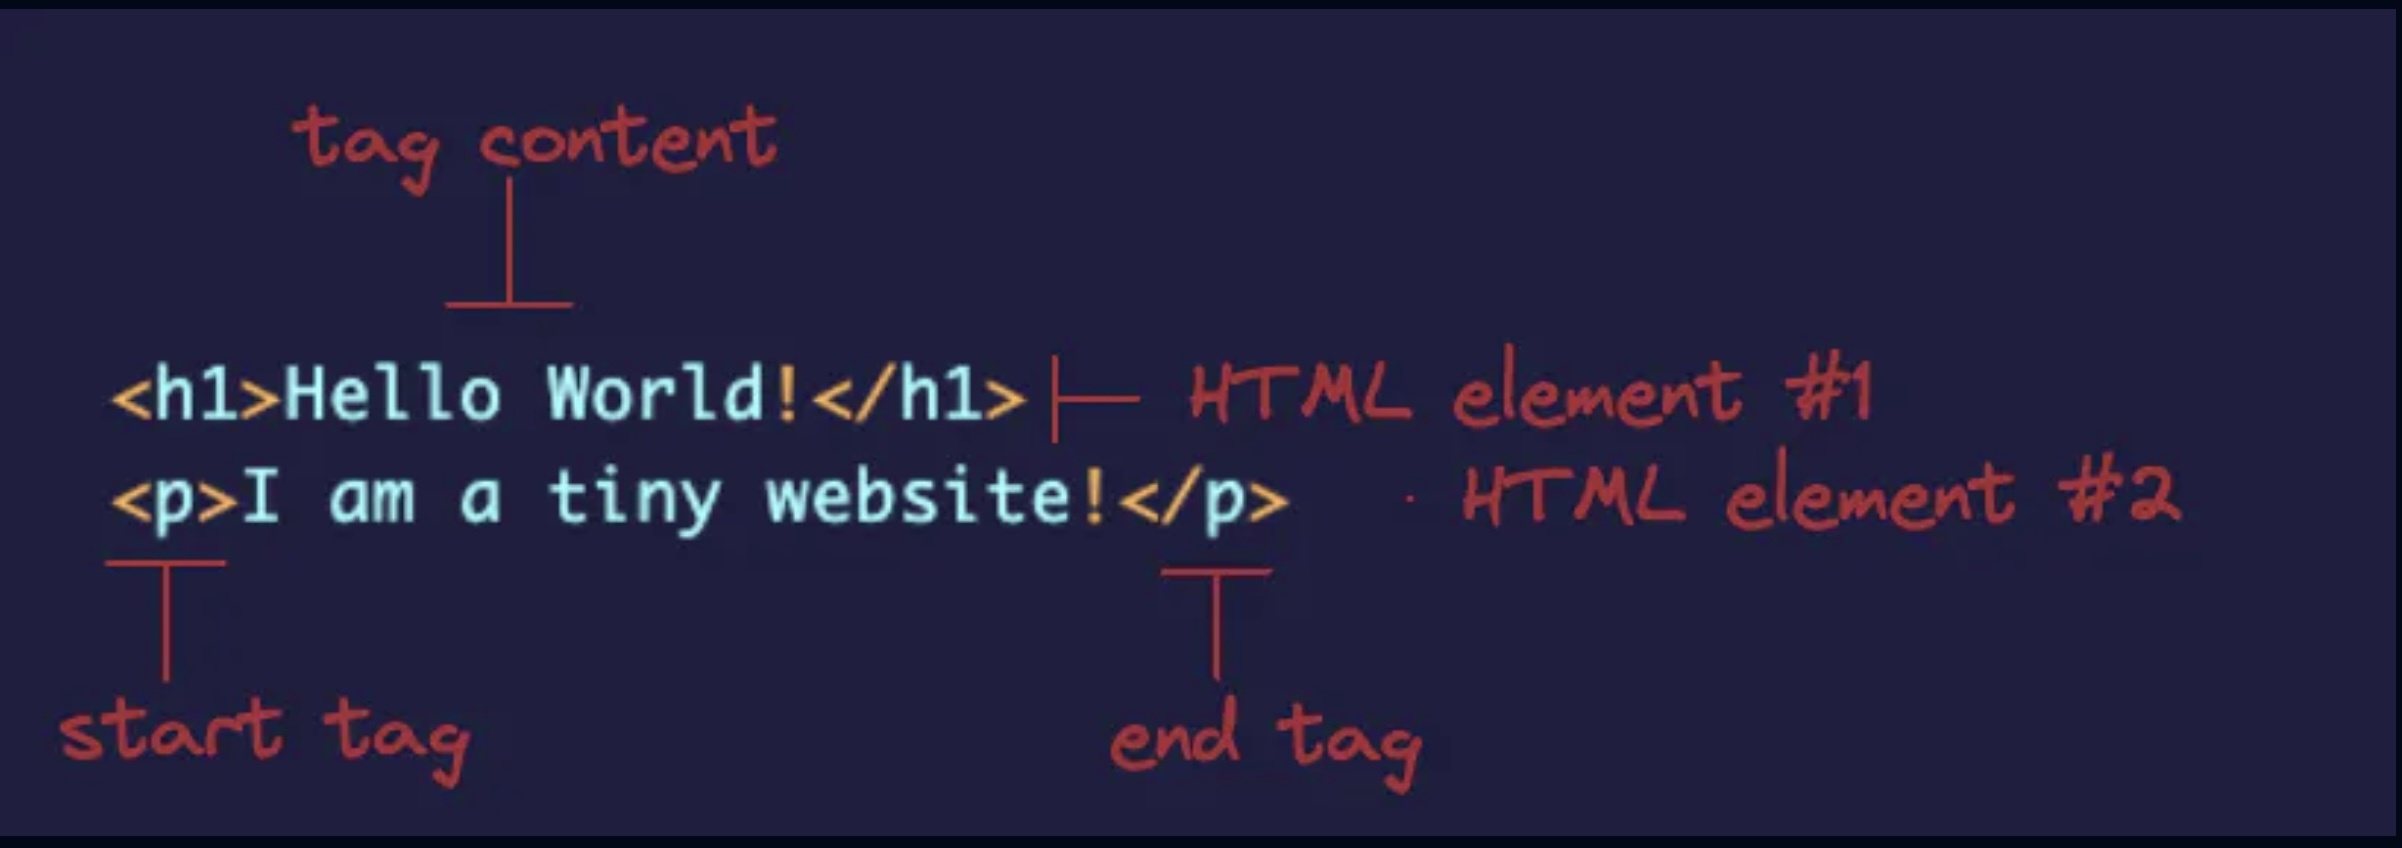 tag content
<h1>Hello World!</h1> HTML element #1
<p>I am a tiny website!</p> HTML element #2
start tag end tag